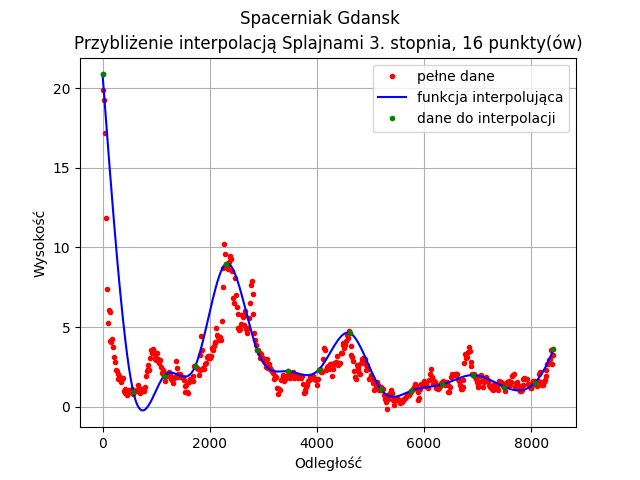 Spacerniak Gdansk
Przybliżenie interpolacją Splajnami 3. stopnia, 16 punkty(ów)
pełne dane
funkcja interpolująca
dane do interpolacji
Wysokość
20
15
10
5
0
0
2000
4000
6000
8000
Odległość